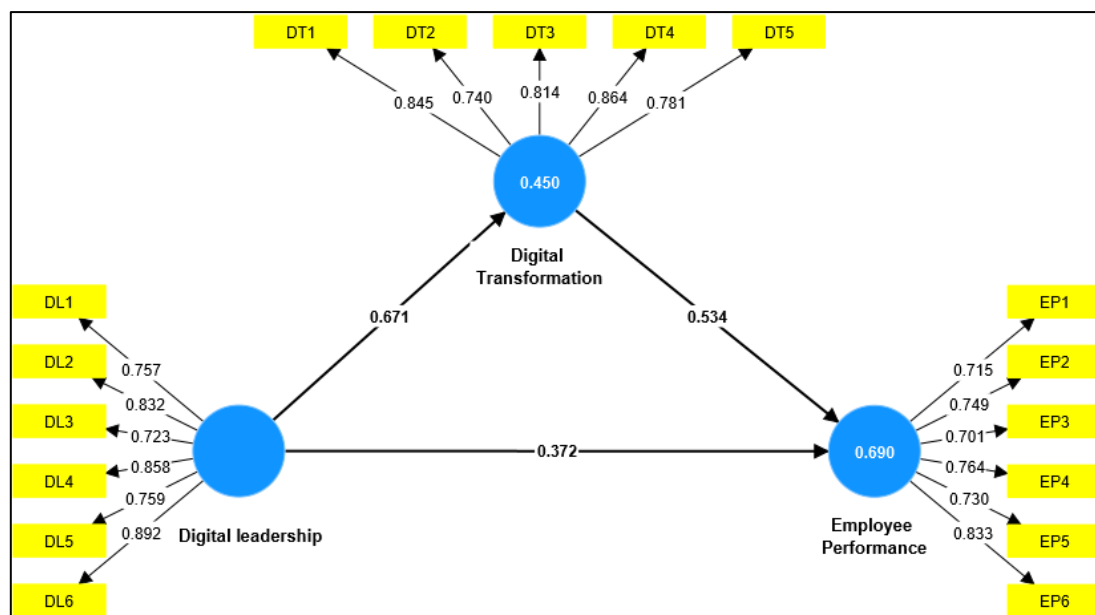 DT1 DT2 DT3 DT4 DT5
0.845 0.740 0.814 0.864 0.781
0.450
Digital
Transformation
0.671
0.534
DL1
DL2
DL3
DL4
DL5
DL6
0.757
0.832
0.723
0.858
0.759
0.892
Digital leadership
0.372
0.690
Employee
Performance
0.715
0.749
0.701
0.764
0.730
0.833
EP1
EP2
EP3
EP4
EP5
EP6